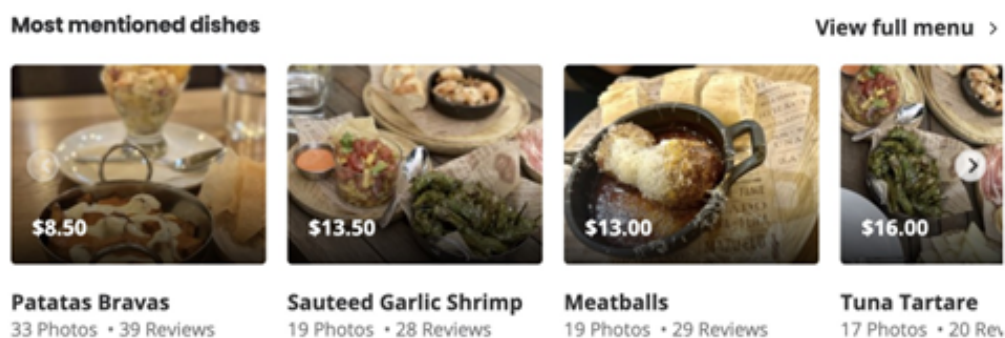 Most mentioned dishes
View full menu
$8.50
$13.50
$13.00
$16.00
Patatas Bravas
Sauteed Garlic Shrimp
Meatballs
Tuna Tartare
33 Photos • 39 Reviews
19 Photos • 28 Reviews
19 Photos • 29 Reviews
17 Photos • 20 Rev